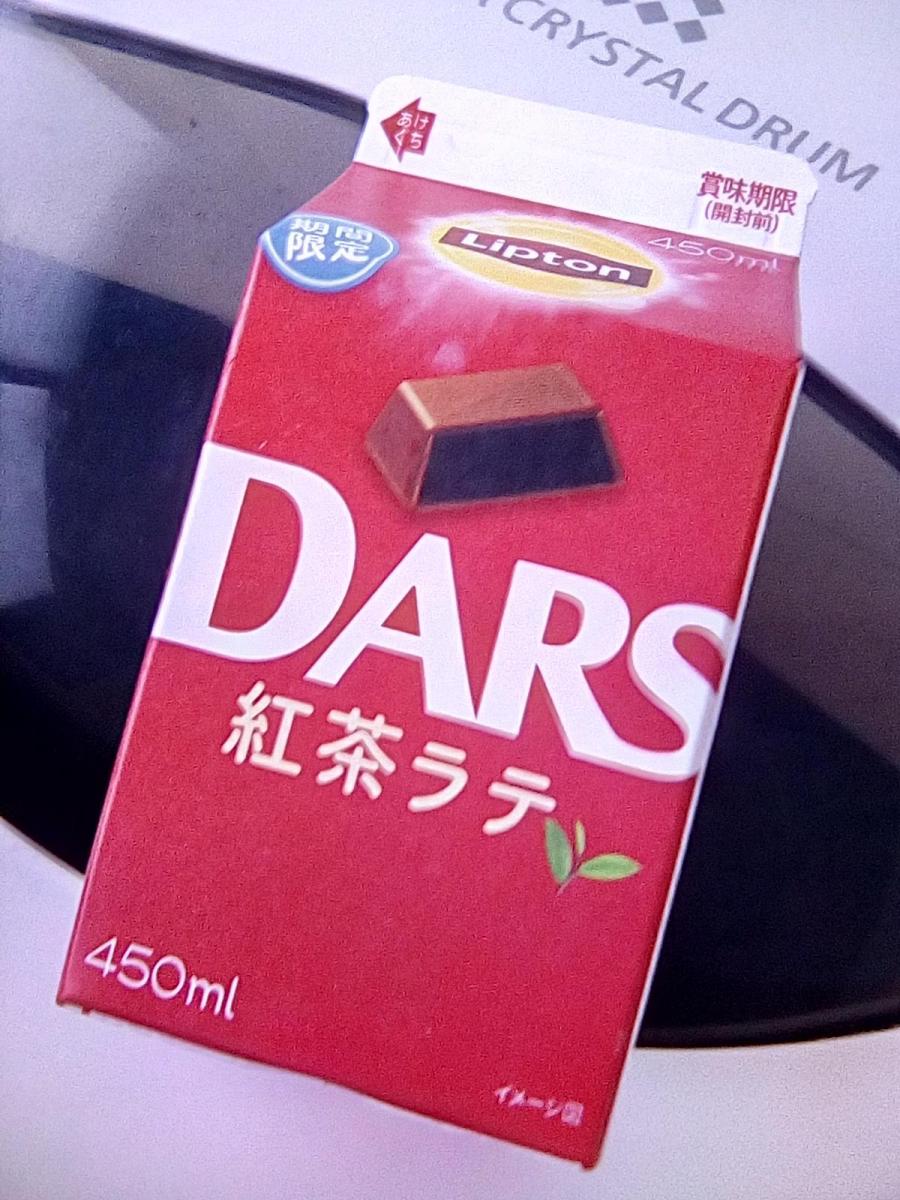 CRYSTAL DRUM
あけ
ぐち
賞味期限
(開封前)
期間
限定
Lipton
450ml
DARS
紅茶ラテ
450ml
イメージ図